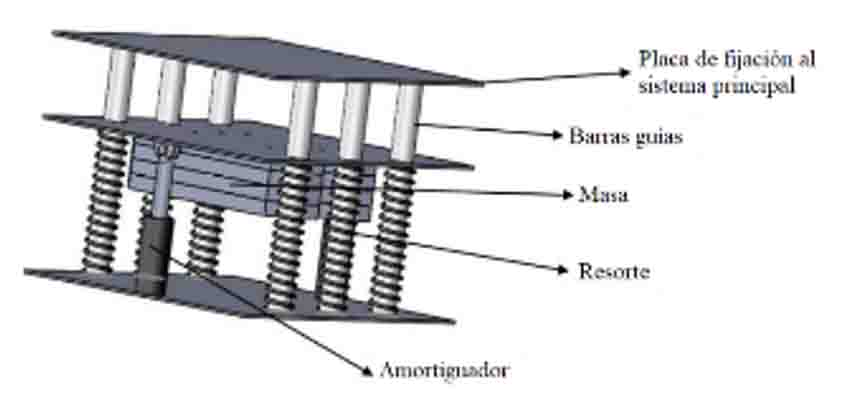 Placa de fijación al
sistema principal
Barras guias
Masa
Resorte
Amortiguador